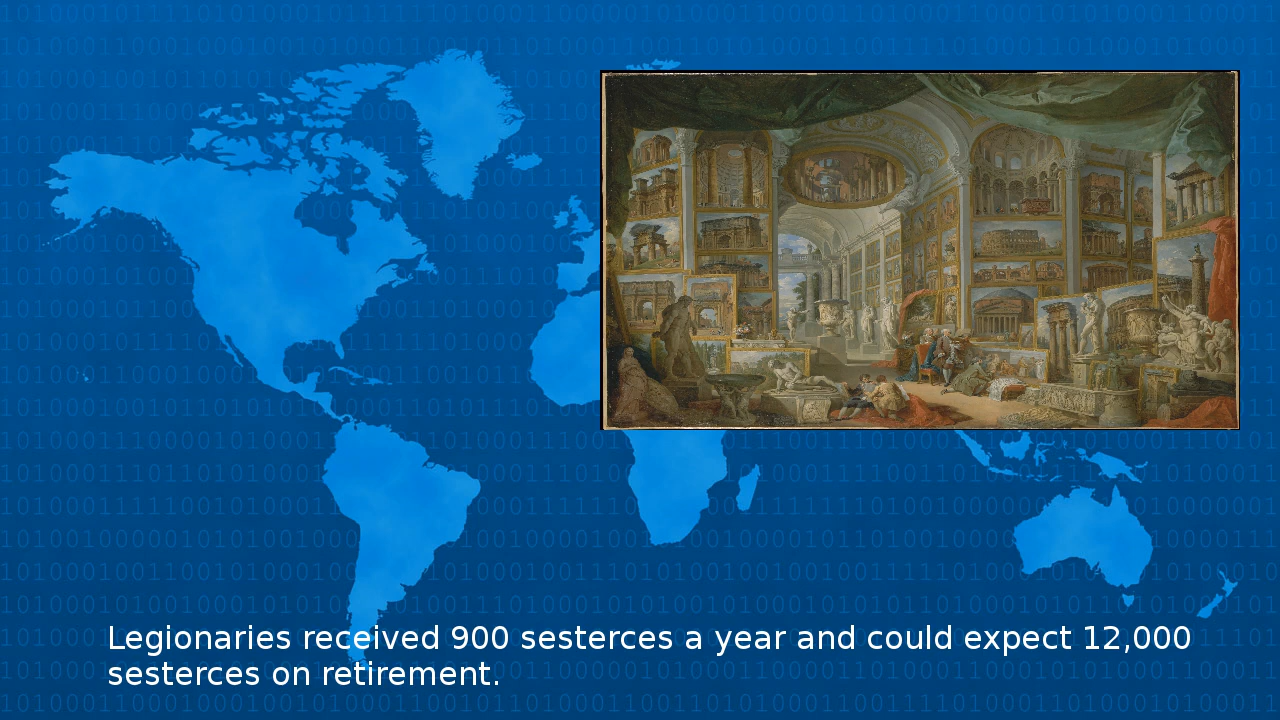 Legionaries received 900 sesterces a year and could expect 12,000
sesterces on retirement.